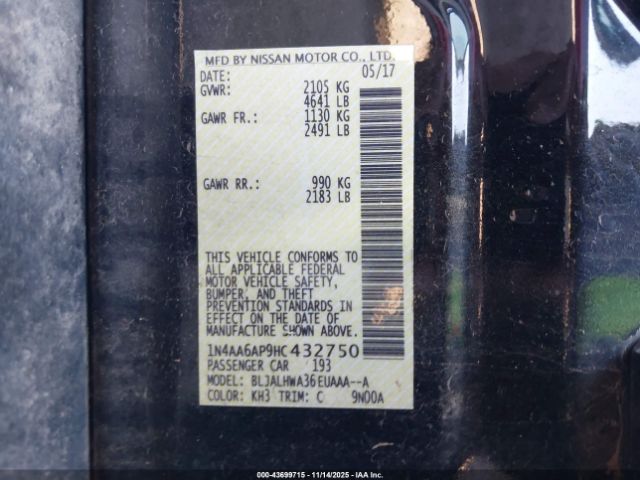 MFD BY NISSAN MOTOR CO., LTD.
DATE: 05/17
GVWR: 2105 KG
4641 LB
GAWR FR.: 1130 KG
2491 LB
GAWR RR.: 990 KG
2183 LB
THIS VEHICLE CONFORMS TO
ALL APPLICABLE FEDERAL
MOTOR VEHICLE SAFETY,
BUMPER, AND THEFT
PREVENTION STANDARDS IN
EFFECT ON THE DATE OF
MANUFACTURE SHOWN ABOVE.
1N4AA6AP9HC432750
PASSENGER CAR 193
MODEL: BLJALHWA36EUAAA--A
COLOR: KH3 TRIM: C 9N00A
000-43699715 - 11/14/2025 - IAA Inc.